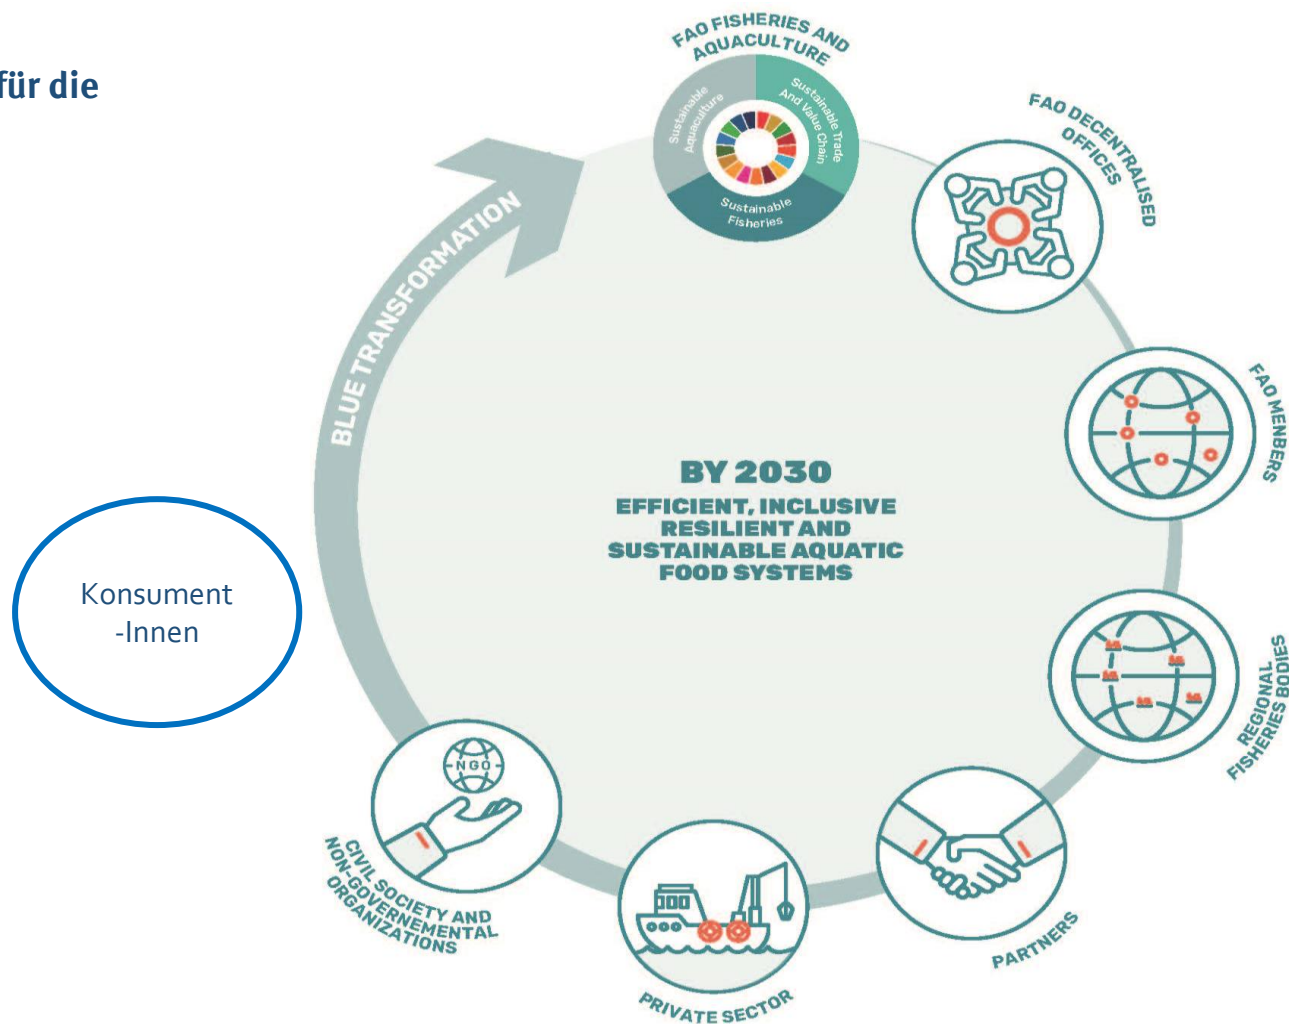 für die
FAO FISHERIES AND
AQUACULTURE
Sustainable
Aquaculture
Sustainable Trade
And Value Chain
Sustainable
Fisheries
FAO DECENTRALISED
OFFICES
BLUE TRANSFORMATION
FAO MENBERS
BY 2030
EFFICIENT, INCLUSIVE
RESILIENT AND
SUSTAINABLE AQUATIC
FOOD SYSTEMS
Konsument
-Innen
REGIONAL
FISHERIES BODIES
NGO
CIVIL SOCIETY AND
NON-GOVERNEMENTAL
ORGANIZATIONS
PARTNERS
PRIVATE SECTOR